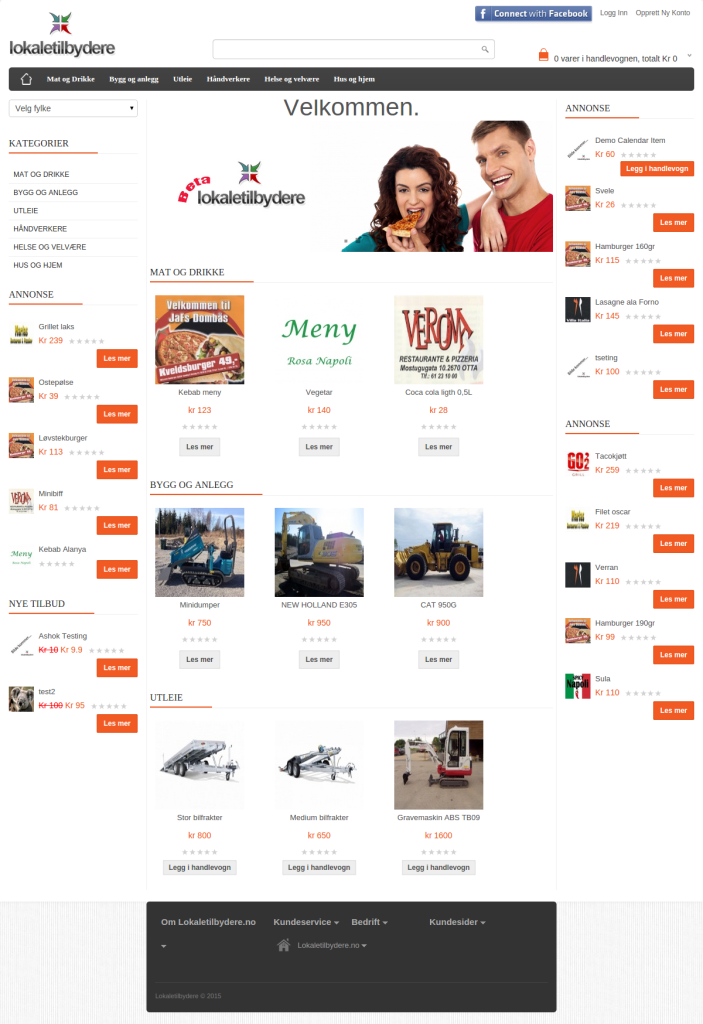 Connect with Facebook
Legg Inn
Opprett Ny Konto
lokaletilbydere
0 varer i handlevognen, totalt Kr 0
Mat og Drikke
Bygg og anlegg
Utleie
Håndverkere
Helse og velvære
Hus og hjem
Velg fylke
KATEGORIER
MAT OG DRIKKE
BYGG OG ANLEGG
UTLEIE
HÅNDVERKERE
HELSE OG VELVÆRE
HUS OG HJEM
ANNONSE
Grillet laks
Kr 239
Les mer
Ostepølse
Kr 39
Les mer
Løvstekburger
Kr 113
Les mer
Minibiff
Kr 81
Les mer
Kebab Alanya
Meny
Les mer
NYE TILBUD
Ashok Testing
Kr 10 Kr 9.9
Les mer
test2
Kr 100 Kr 95
Les mer
Velkommen.
Beta
lokaletilbydere
MAT OG DRIKKE
Velkommen til
Jafs Dombås
Kveldsburger 49,-
Kebab meny
kr 123
Les mer
Meny
Rosa Napoli
Vegetar
kr 140
Les mer
VERONA
RESTAURANTE & PIZZERIA
Mostugugata 10.2670 OTTA
Tlf.: 61 23 10 00
Coca cola ligth 0,5L
kr 28
Les mer
BYGG OG ANLEGG
Minidumper
kr 750
Les mer
NEW HOLLAND E305
kr 950
Les mer
CAT 950G
kr 900
Les mer
UTLEIE
Stor bilfrakter
kr 800
Legg i handlevogn
Medium bilfrakter
kr 650
Legg i handlevogn
Gravemaskin ABS TB09
kr 1600
Legg i handlevogn
ANNONSE
Demo Calendar Item
Kr 60
Legg i handlevogn
Svele
Kr 26
Les mer
Hamburger 160gr
Kr 115
Les mer
Lasagne ala Forno
Kr 145
Les mer
tseting
Kr 100
Les mer
ANNONSE
Tacokjøtt
Kr 259
Les mer
Filet oscar
Kr 219
Les mer
Verran
Kr 110
Les mer
Hamburger 190gr
Kr 99
Les mer
Napoli
Sula
Kr 110
Les mer
Om Lokaletilbydere.no
Kundeservice
Bedrift
Kundesider
Lokaletilbydere.no
Lokaletilbydere © 2015